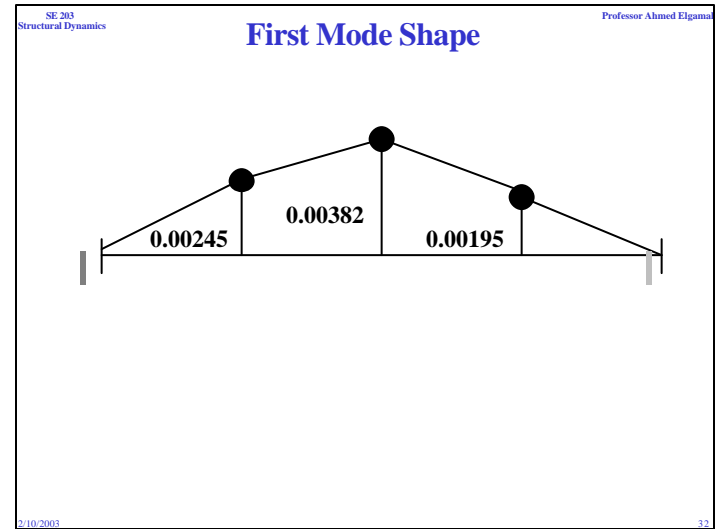 SE 203
Structural Dynamics
Professor Ahmed Elgamal
First Mode Shape
0.00382
0.00245
0.00195
2/10/2003
32